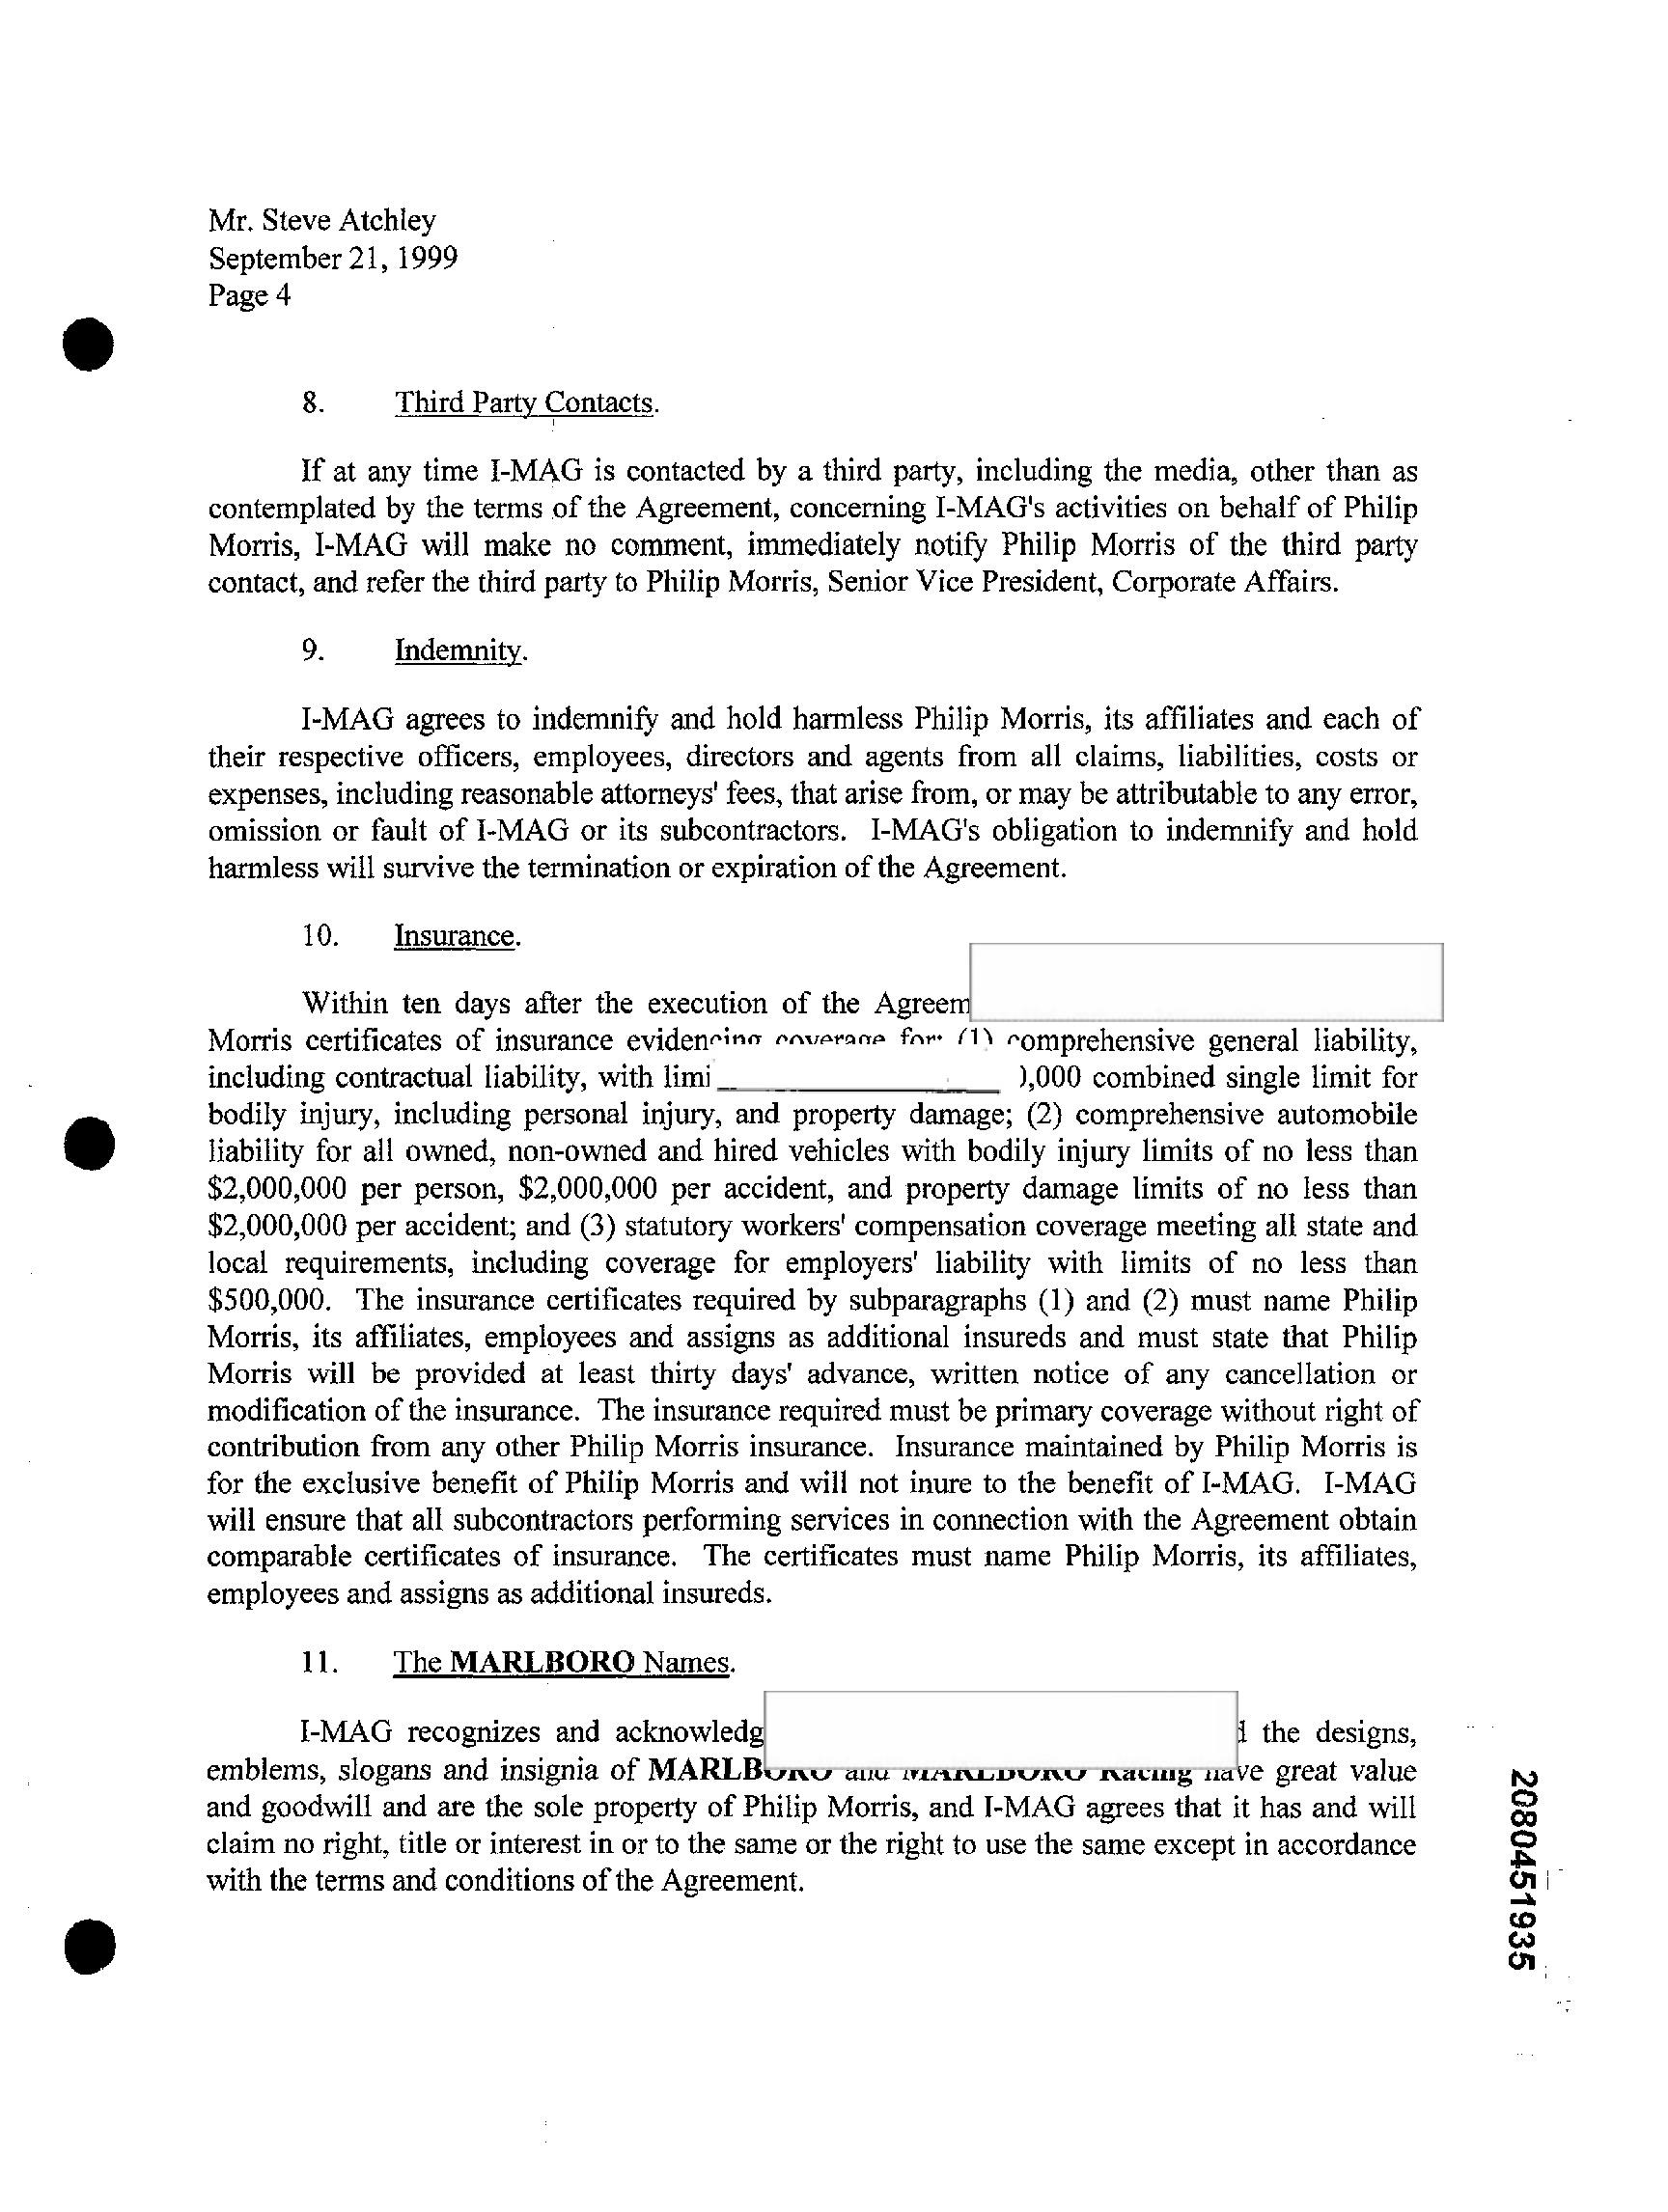 Mr. Steve Atchley
September 21, 1999
Page 4
8. Third Party Contacts.
If at any time I-MAG is contacted by a third party, including the media, other than as
contemplated by the terms of the Agreement, concerning I-MAG's activities on behalf of Philip
Morris, I-MAG will make no comment, immediately notify Philip Morris of the third party
contact, and refer the third party to Philip Morris, Senior Vice President, Corporate Affairs.
9. Indemnity.
I-MAG agrees to indemnify and hold harmless Philip Morris, its affiliates and each of
their respective officers, employees, directors and agents from all claims, liabilities, costs or
expenses, including reasonable attorneys' fees, that arise from, or may be attributable to any error,
omission or fault of I-MAG or its subcontractors. I-MAG's obligation to indemnify and hold
harmless will survive the termination or expiration of the Agreement.
10. Insurance.
Within ten days after the execution of the
Morris certificates of insurance evidencing coverage for: (1) comprehensive general liability,
including contractual liability, with combined single limit for
bodily injury, including personal injury, and property damage; (2) comprehensive automobile
liability for all owned, non-owned and hired vehicles with bodily injury limits of no less than
$2,000,000 per person, $2,000,000 per accident, and property damage limits of no less than
$2,000,000 per accident; and (3) statutory workers' compensation coverage meeting all state and
local requirements, including coverage for employers' liability with limits of no less than
$500,000. The insurance certificates required by subparagraphs (1) and (2) must name Philip
Morris, its affiliates, employees and assigns as additional insureds and must state that Philip
Morris will be provided at least thirty days' advance, written notice of any cancellation or
modification of the insurance. The insurance required must be primary coverage without right of
contribution from any other Philip Morris insurance. Insurance maintained by Philip Morris is
for the exclusive benefit of Philip Morris and will not inure to the benefit of I-MAG. I-MAG
will ensure that all subcontractors performing services in connection with the Agreement obtain
comparable certificates of insurance. The certificates must name Philip Morris, its affiliates,
employees and assigns as additional insureds.
11. The MARLBORO Names.
I-MAG recognizes and the designs,
emblems, slogans and insignia of MARLBORO and MARLBORO Racing have great value
and goodwill and are the sole property of Philip Morris, and I-MAG agrees that it has and will
claim no right, title or interest in or to the same or the right to use the same except in accordance
with the terms and conditions of the Agreement.
2080451935